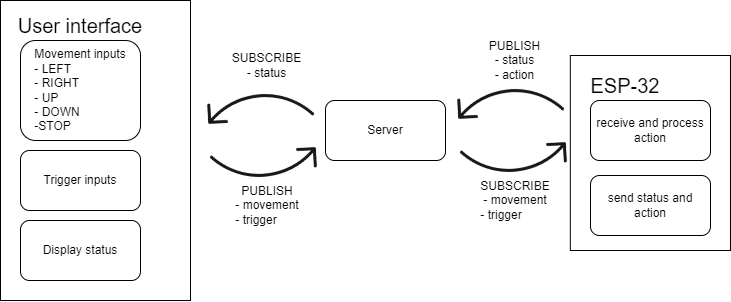 User interface
Movement inputs
- LEFT
- RIGHT
- UP
- DOWN
-STOP
Trigger inputs
Display status
SUBSCRIBE
- status
PUBLISH
- movement
- trigger
Server
PUBLISH
- status
- action
SUBSCRIBE
- movement
- trigger
ESP-32
receive and process
action
send status and
action